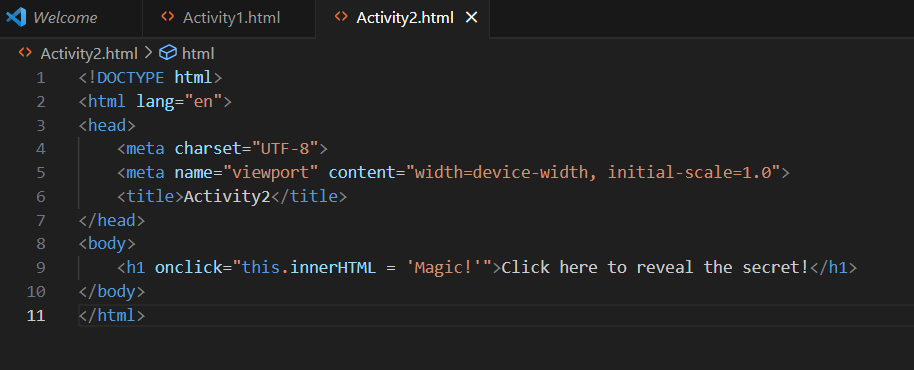 Welcome
Activity1.html
Activity2.html
Activity2.html > html
1 <!DOCTYPE html>
2 <html lang="en">
3 <head>
4     <meta charset="UTF-8">
5     <meta name="viewport" content="width=device-width, initial-scale=1.0">
6     <title>Activity2</title>
7 </head>
8 <body>
9     <h1 onclick="this.innerHTML = 'Magic!'">Click here to reveal the secret!</h1>
10 </body>
11 </html>